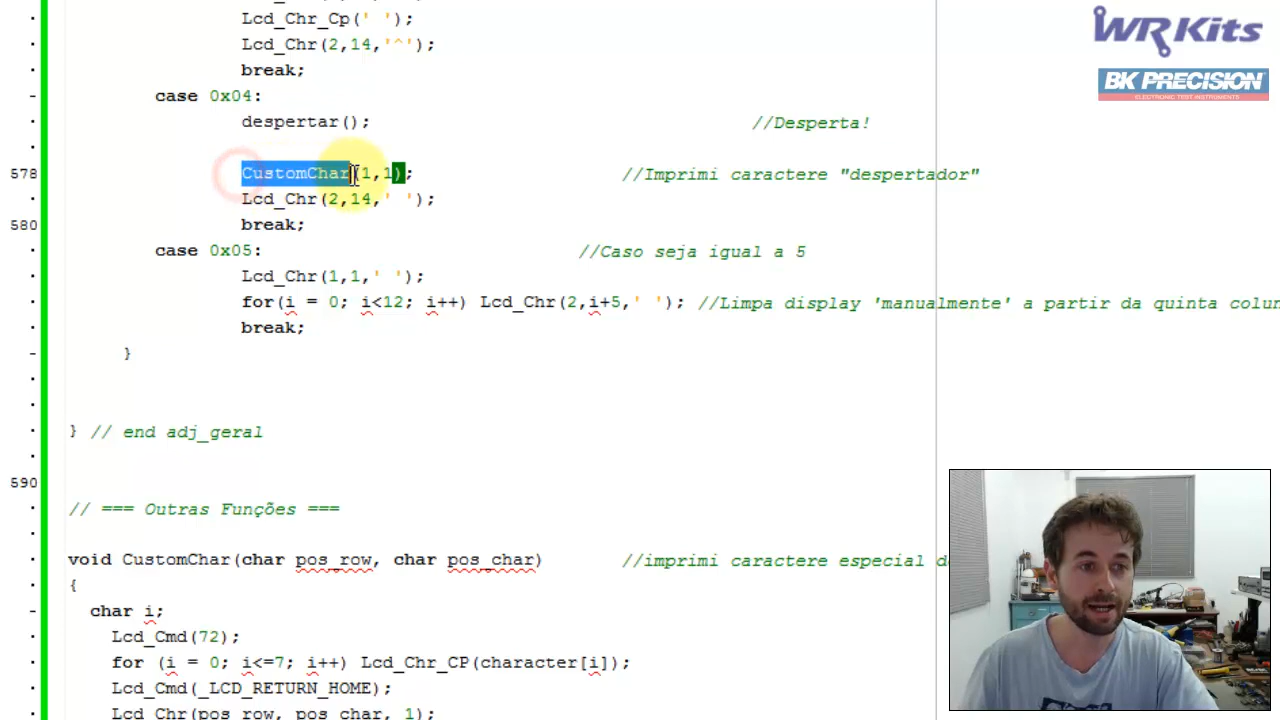 Lcd_Chr_Cp(' ');
Lcd_Chr(2,14,'^');
break;
case 0x04:
despertar(); //Desperta!
578 CustomChar(1,1); //Imprimi caractere "despertador"
Lcd_Chr(2,14,' ');
580 break;
case 0x05: //Caso seja igual a 5
Lcd_Chr(1,1,' ');
for(i = 0; i<12; i++) Lcd_Chr(2,i+5,' '); //Limpa display 'manualmente' a partir da quinta colun
break;
}
} // end adj_geral
590
// === Outras Funções ===
void CustomChar(char pos_row, char pos_char) //imprimi caractere especial d
{
char i;
Lcd_Cmd(72);
for (i = 0; i<=7; i++) Lcd_Chr_CP(character[i]);
Lcd_Cmd(_LCD_RETURN_HOME);
Lcd_Chr(pos_row, pos_char, 1);
WR Kits
BK PRECISION
ELECTRONIC TEST INSTRUMENTS